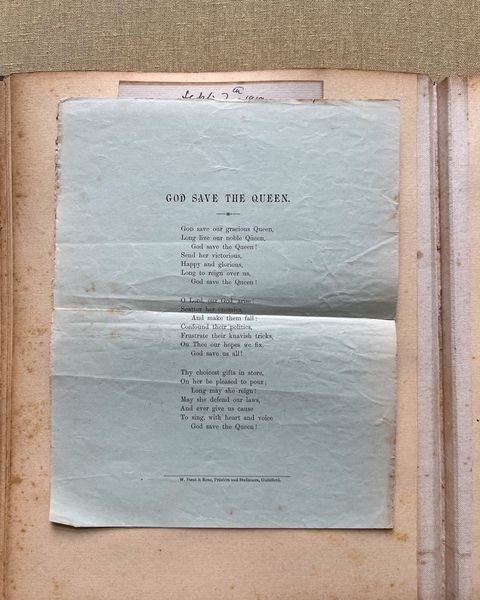 7th
GOD SAVE THE QUEEN.
God save our gracious Queen,
Long live our noble Queen,
God save the Queen!
Send her victorious,
Happy and glorious,
Long to reign over us,
God save the Queen!
O Lord our God arise!
Scatter her enemies,
And make them fall:
Confound their politics,
Frustrate their knavish tricks,
On Thee our hopes we fix.
God save us all!
Thy choicest gifts in store,
On her be pleased to pour;
Long may she reign!
May she defend our laws,
And ever give us cause
To sing, with heart and voice
God save the Queen!
W. Stent & Sons, Printers and Stationers, Guildford.